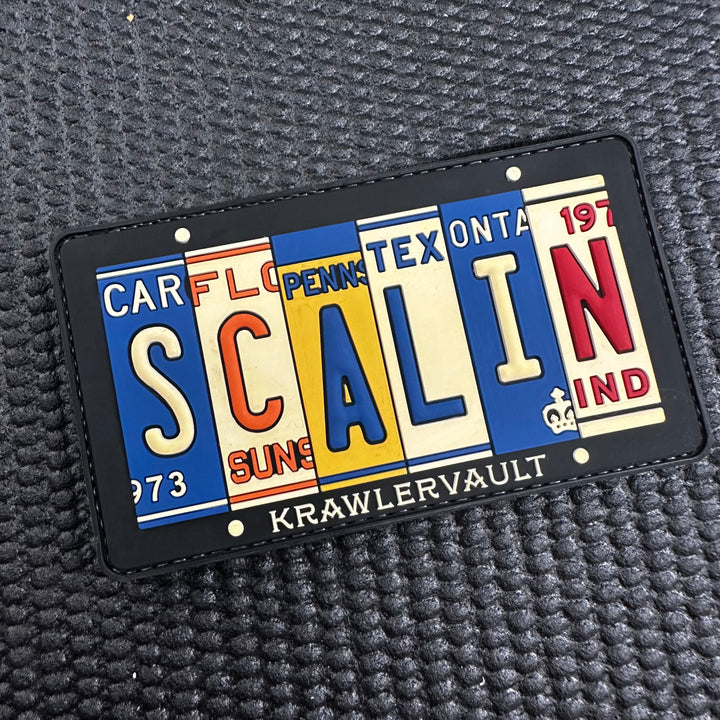 CAR FLO PENNS TEX ONTA 197
SCALIN
973 SUNS IND
KRAWLERVAULT